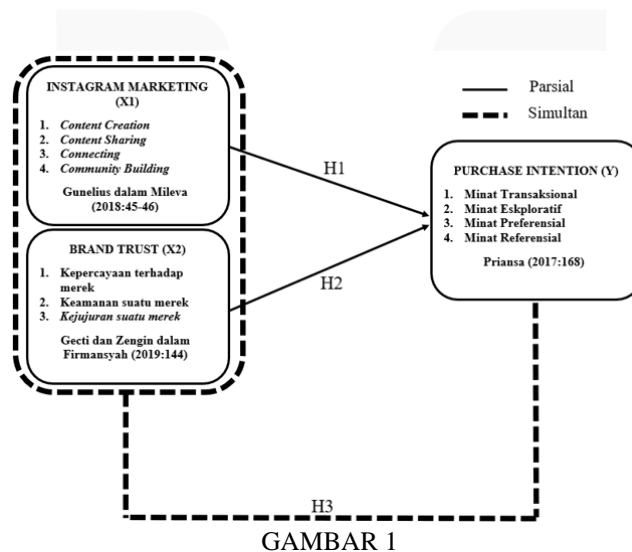 INSTAGRAM MARKETING
(X1)
1. Content Creation
2. Content Sharing
3. Connecting
4. Community Building
Gunelius dalam Mileva
(2018:45-46)
BRAND TRUST (X2)
1. Kepercayaan terhadap
merek
2. Keamanan suatu merek
3. Kejujuran suatu merek
Gecti dan Zengin dalam
Firmansyah (2019:144)
H1
H2
Parsial
Simultan
PURCHASE INTENTION (Y)
1. Minat Transaksional
2. Minat Eskploratif
3. Minat Preferensial
4. Minat Referensial
Priansa (2017:168)
H3
GAMBAR 1